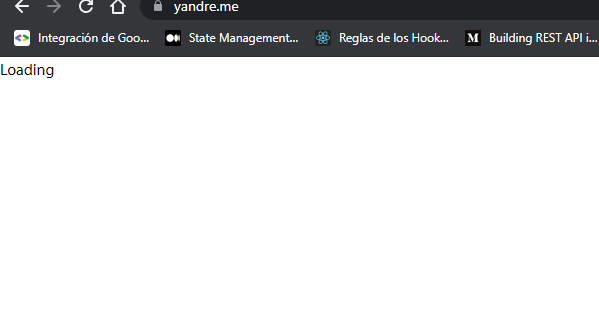 yandre.me
Integración de Goo...
State Management...
Reglas de los Hook...
M Building REST API i...
Loading